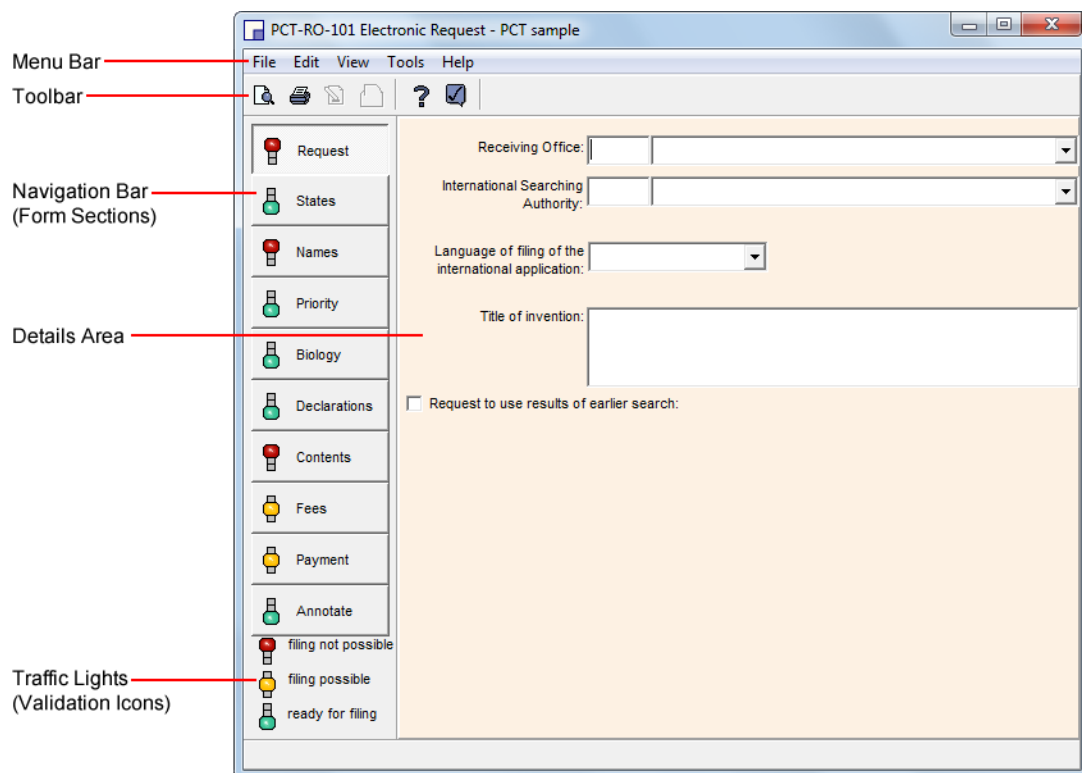 PCT-RO-101 Electronic Request - PCT sample
Menu Bar
File Edit View Tools Help
Toolbar
Request
Receiving Office:
Navigation Bar
(Form Sections)
States
International Searching
Authority:
Names
Language of filing of the
international application:
Priority
Title of invention:
Details Area
Biology
Declarations
Request to use results of earlier search:
Contents
Fees
Payment
Annotate
filing not possible
Traffic Lights
(Validation Icons)
filing possible
ready for filing